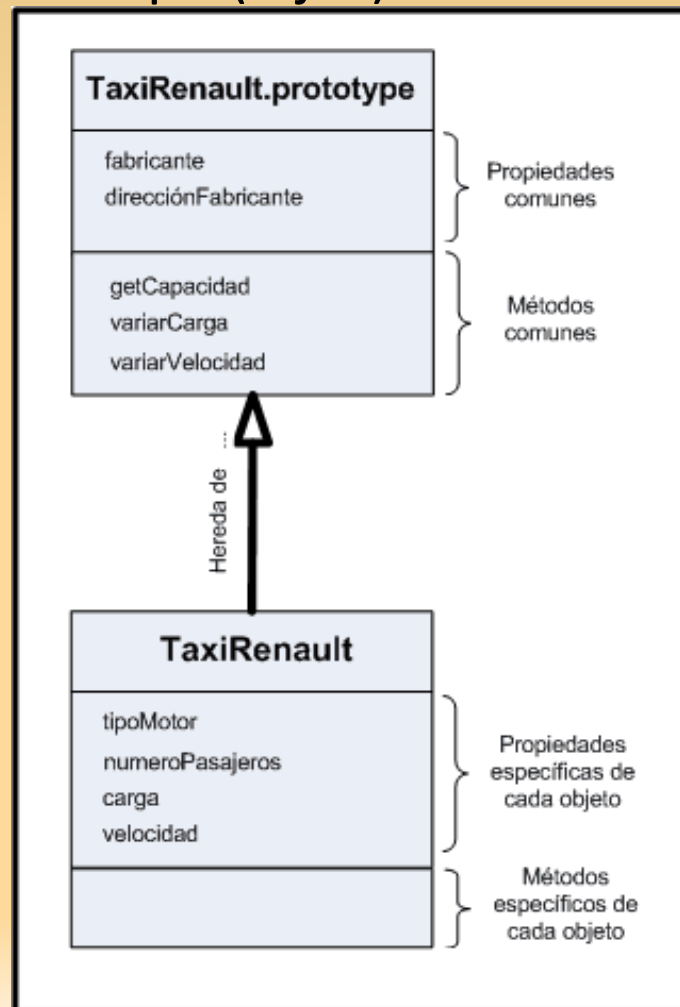 TaxiRenault.prototype
fabricante
direcciónFabricante
Propiedades
comunes
getCapacidad
variarCarga
variarVelocidad
Métodos
comunes
Hereda de ...
TaxiRenault
tipoMotor
numeroPasajeros
carga
velocidad
Propiedades
específicas de
cada objeto
Métodos
específicos de
cada objeto